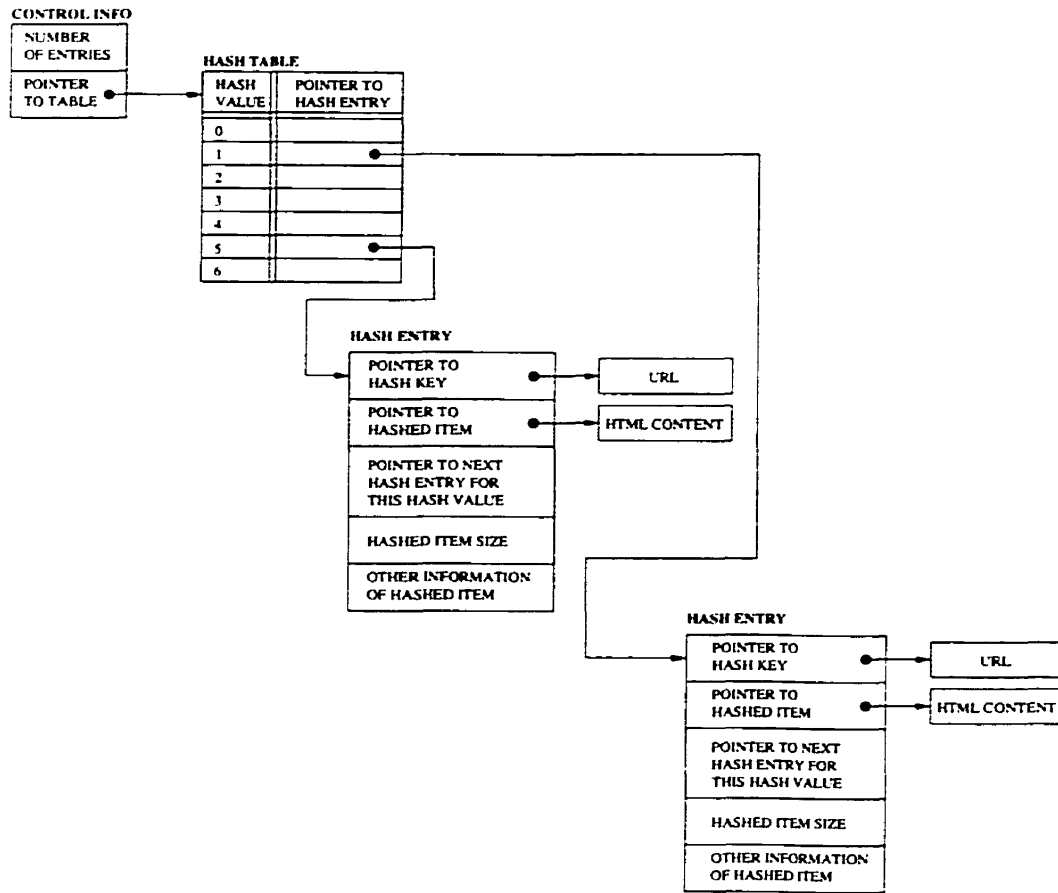 CONTROL INFO
NUMBER
OF ENTRIES
POINTER
TO TABLE
HASH TABLE
HASH
VALUE
POINTER TO
HASH ENTRY
0
1
2
3
4
5
6
HASH ENTRY
POINTER TO
HASH KEY
URL
POINTER TO
HASHED ITEM
HTML CONTENT
POINTER TO NEXT
HASH ENTRY FOR
THIS HASH VALUE
HASHED ITEM SIZE
OTHER INFORMATION
OF HASHED ITEM
HASH ENTRY
POINTER TO
HASH KEY
URL
POINTER TO
HASHED ITEM
HTML CONTENT
POINTER TO NEXT
HASH ENTRY FOR
THIS HASH VALUE
HASHED ITEM SIZE
OTHER INFORMATION
OF HASHED ITEM